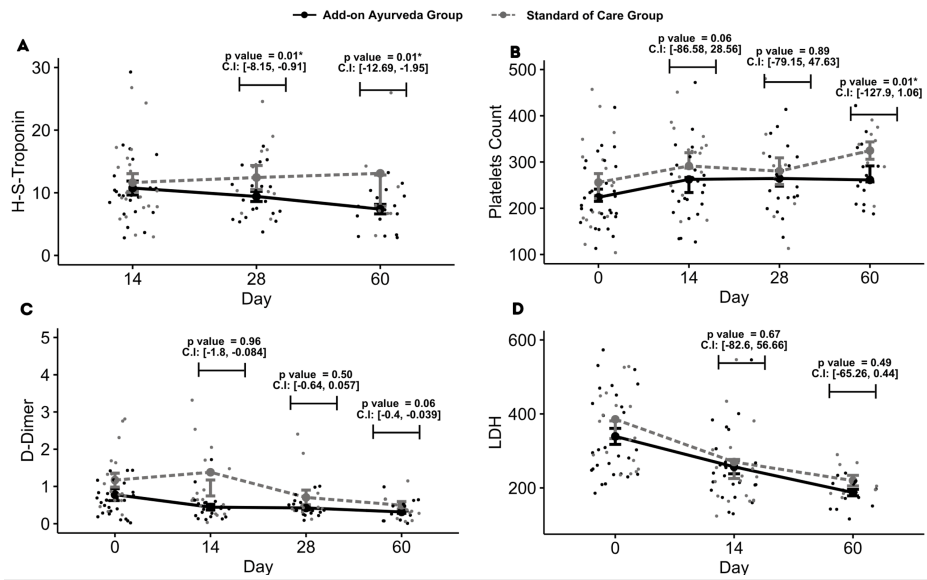 Add-on Ayurveda Group Standard of Care Group
A
p value = 0.01*
C.I: [-8.15, -0.91]
p value = 0.01*
C.I: [-12.69, -1.95]
30
20
10
0
H-S-Troponin
14 28 60
Day
B
p value = 0.06
C.I: [-86.58, 28.56]
p value = 0.89
C.I: [-79.15, 47.63]
p value = 0.01*
C.I: [-127.9, 1.06]
500
400
300
200
100
Platelets Count
0 14 28 60
Day
C
p value = 0.96
C.I: [-1.8, -0.084]
p value = 0.50
C.I: [-0.64, 0.057]
p value = 0.06
C.I: [-0.4, -0.039]
5
4
3
2
1
0
D-Dimer
0 14 28 60
Day
D
p value = 0.67
C.I: [-82.6, 56.66]
p value = 0.49
C.I: [-65.26, 0.44]
600
400
200
LDH
0 14 60
Day